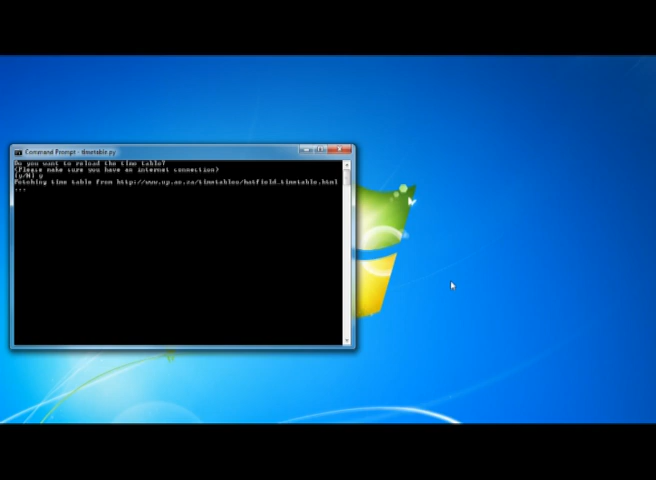 Command Prompt - timetable.py
Do you want to reload the time table?
(Please make sure you have an internet connection)
[y/N] y
Fetching time table from http://www.up.ac.za/timetables/hatfield_timetable.html
...